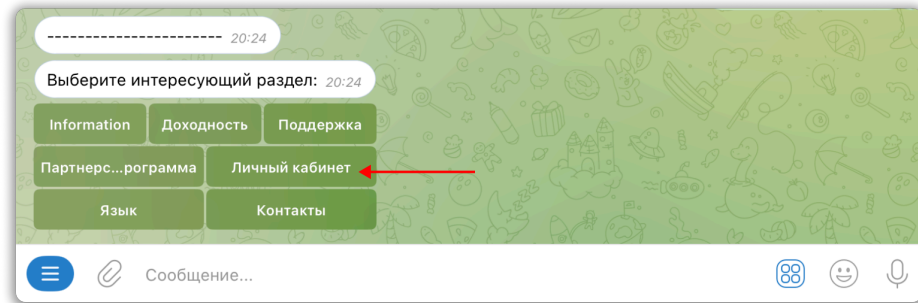 ----------------------- 20:24
Выберите интересующий раздел: 20:24
Information Доходность Поддержка
Партнерс...рограмма Личный кабинет
Язык Контакты
Сообщение...